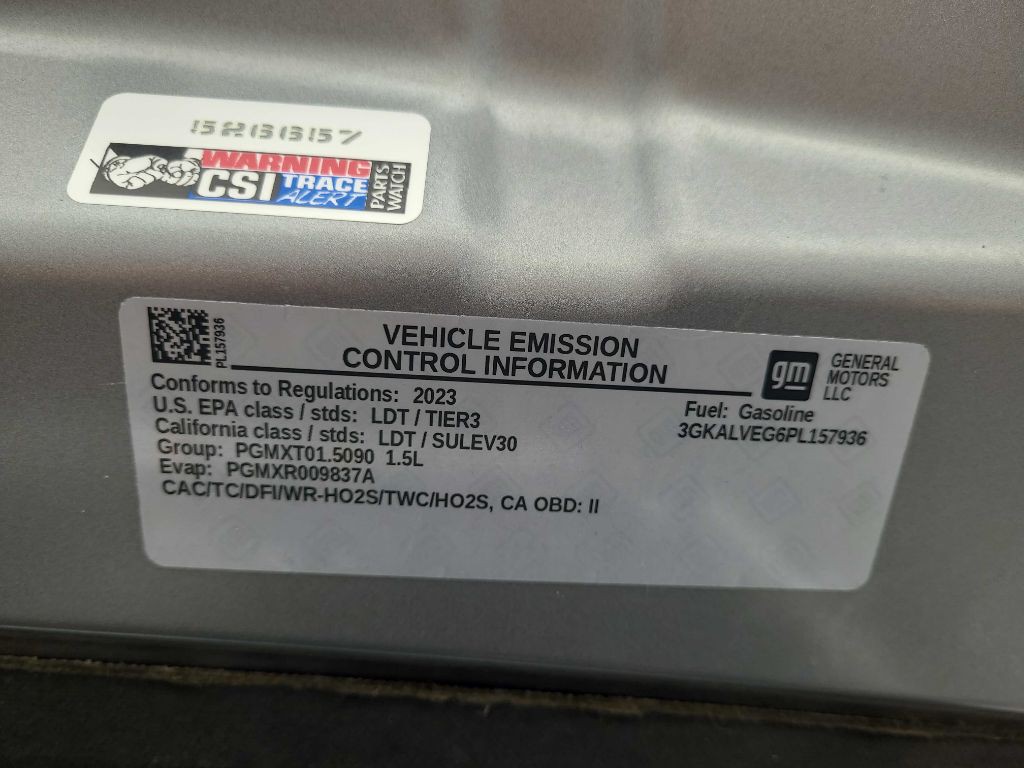 526657
WARNING
CSI TRACE
ALERT
PARTS
WATCH
PL157936
VEHICLE EMISSION
CONTROL INFORMATION
gm
GENERAL
MOTORS
LLC
Conforms to Regulations: 2023
U.S. EPA class / stds: LDT / TIER3
California class / stds: LDT / SULEV30
Group: PGMXT01.5090 1.5L
Evap: PGMXR009837A
CAC/TC/DFI/WR-HO2S/TWC/HO2S, CA OBD: II
Fuel: Gasoline
3GKALVEG6PL157936